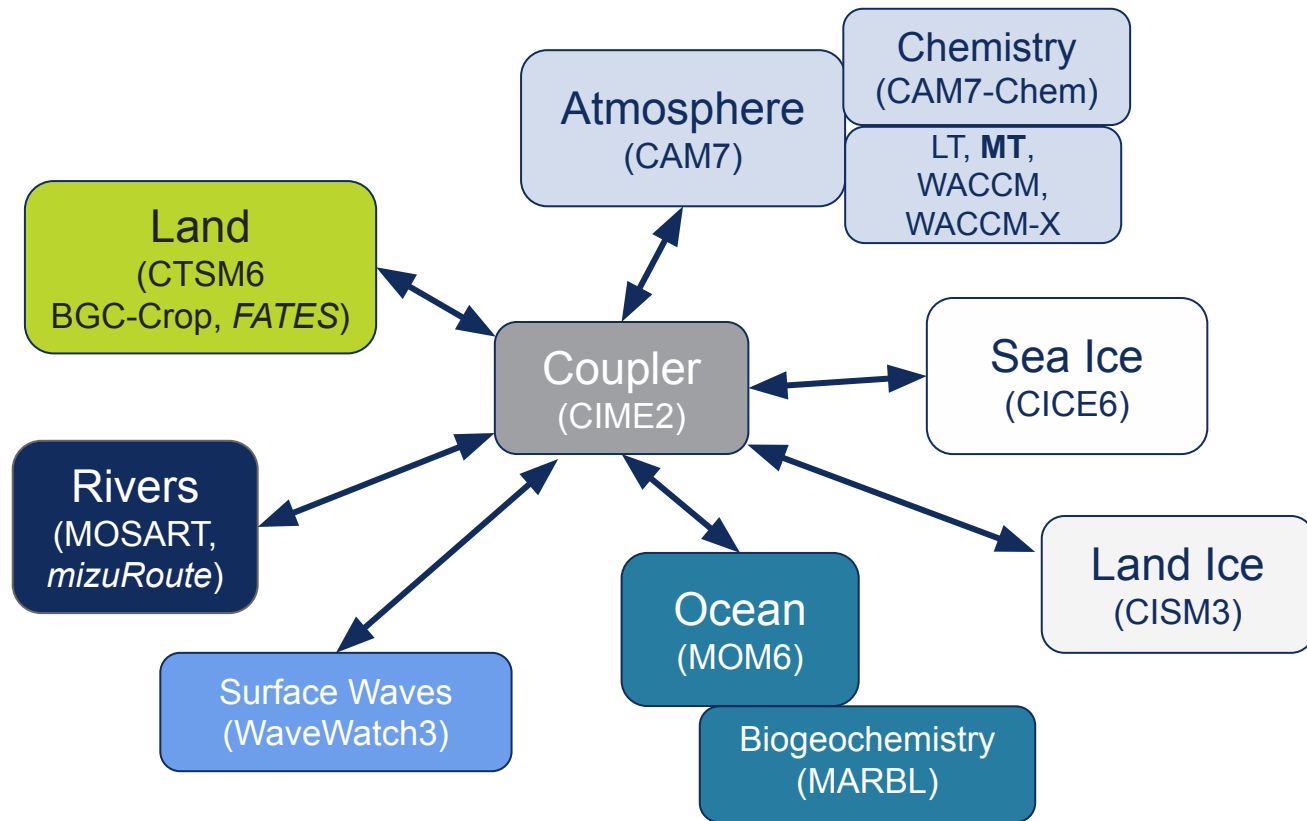 Chemistry
(CAM7-Chem)
Atmosphere
(CAM7)
LT, MT,
WACCM,
WACCM-X
Land
(CTSM6
BGC-Crop, FATES)
Coupler
(CIME2)
Sea Ice
(CICE6)
Rivers
(MOSART,
mizuRoute)
Land Ice
(CISM3)
Ocean
(MOM6)
Surface Waves
(WaveWatch3)
Biogeochemistry
(MARBL)